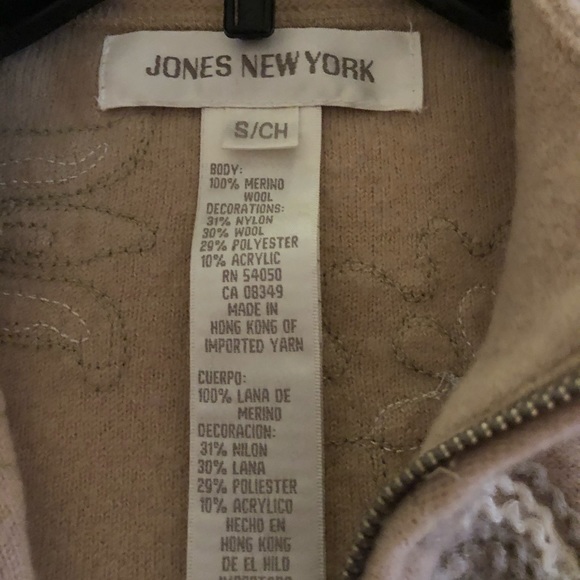 JONES NEW YORK
S/CH
BODY:
100% MERINO
WOOL
DECORATIONS:
31% NYLON
30% WOOL
29% POLYESTER
10% ACRYLIC
RN 54050
CA 08349
MADE IN
HONG KONG OF
IMPORTED YARN
CUERPO:
100% LANA DE
MERINO
DECORACION:
31% NILON
30% LANA
29% POLIESTER
10% ACRYLICO
HECHO EN
HONG KONG
DE EL HILO